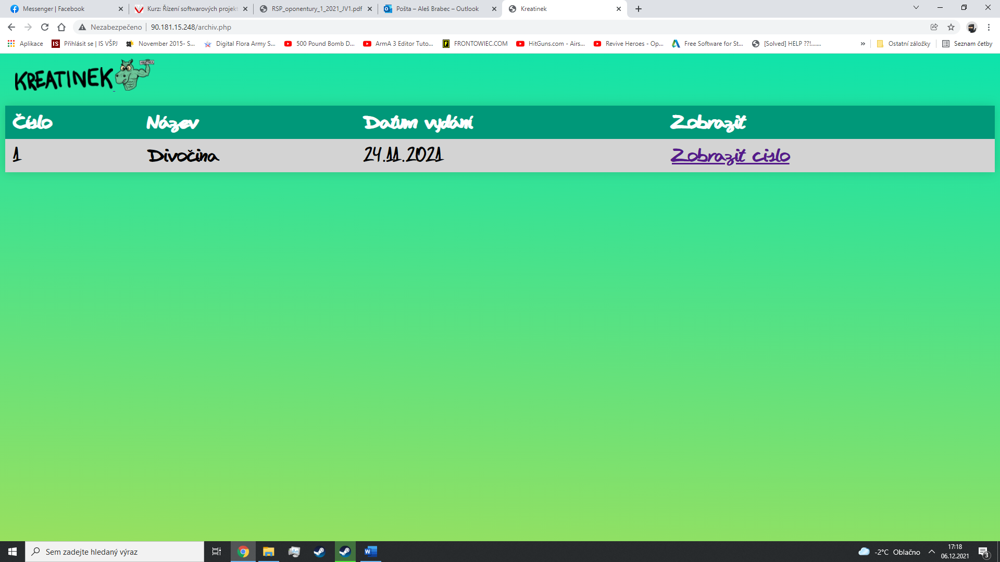 Messenger | Facebook
Kurz: Řízení softwarových projekt
RSP_oponentury_1_2021_JV1.pdf
Pošta – Aleš Brabec – Outlook
Kreatinek
Nezabezpečeno
90.181.15.248/archiv.php
Aplikace
IS
Přihlásit se | IS VŠPJ
November 2015- S...
Digital Flora Army S...
500 Pound Bomb D...
ArmA 3 Editor Tuto...
FRONTOWIEC.COM
HitGuns.com - Airs...
Revive Heroes - Op...
Free Software for St...
[Solved] HELP ??!.......
»
Ostatní záložky
Seznam četby
KREATINEK
Číslo Název Datum vydání Zobrazit
1 Divočina 24.11.2021 Zobrazit cislo
Sem zadejte hledaný výraz
-2°C Oblačno
17:18
06.12.2021
3